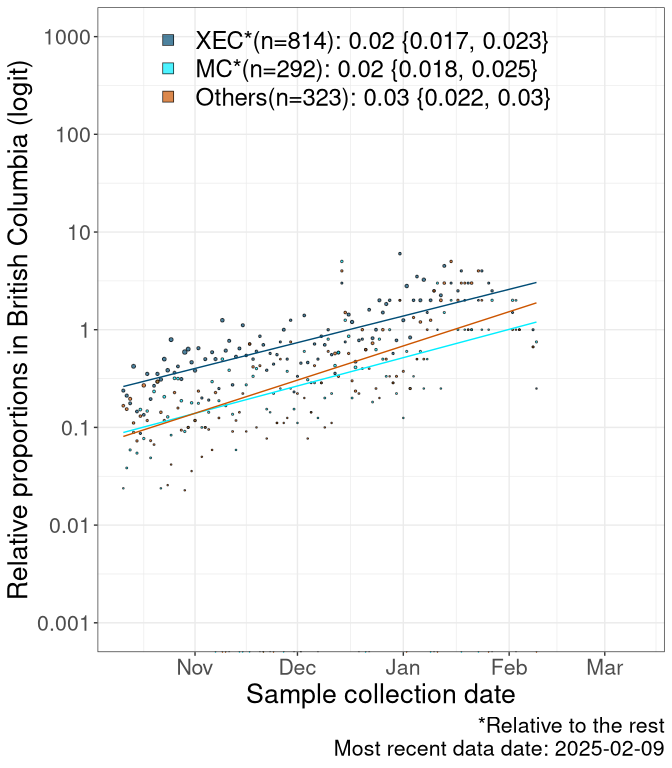 XEC*(n=814): 0.02 {0.017, 0.023}
MC*(n=292): 0.02 {0.018, 0.025}
Others(n=323): 0.03 {0.022, 0.03}
Relative proportions in British Columbia (logit)
1000
100
10
1
0.1
0.01
0.001
Nov Dec Jan Feb Mar
Sample collection date
*Relative to the rest
Most recent data date: 2025-02-09